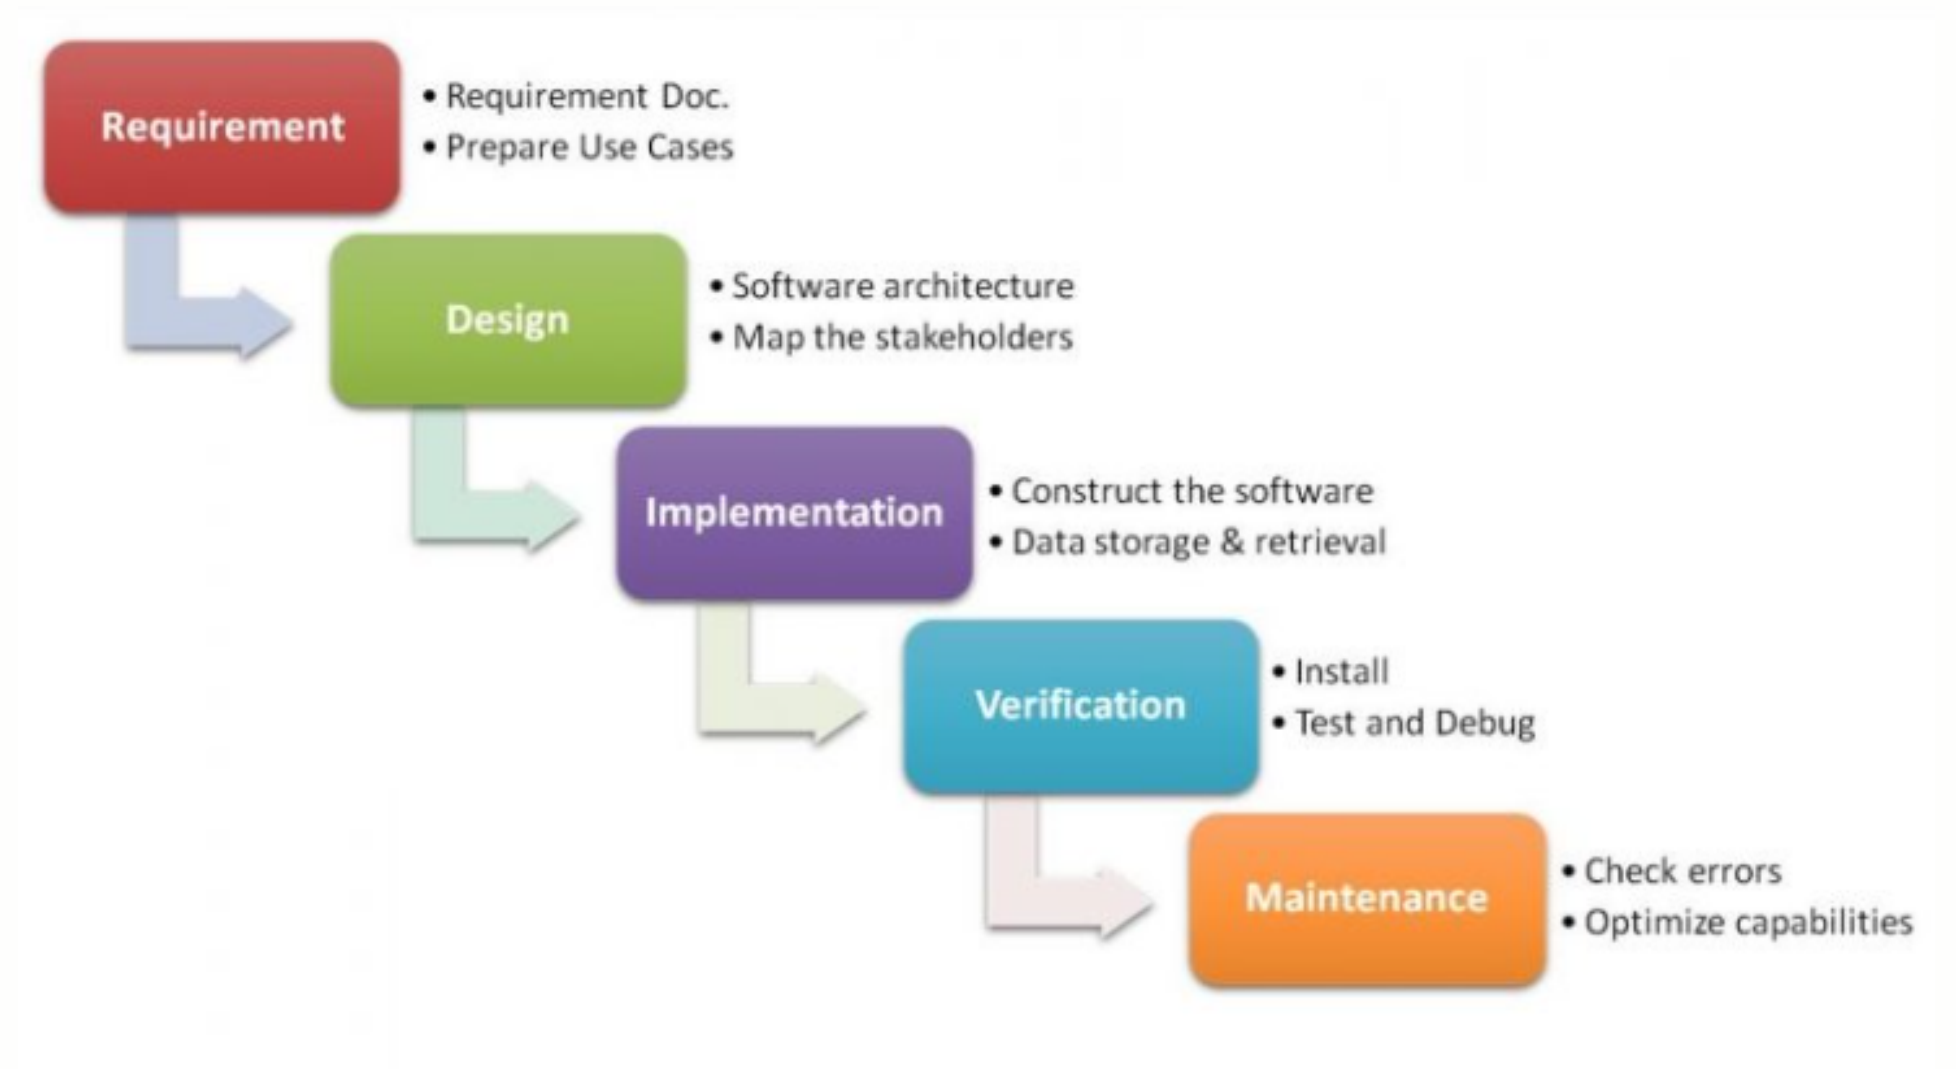 Requirement
• Requirement Doc.
• Prepare Use Cases
Design
• Software architecture
• Map the stakeholders
Implementation
• Construct the software
• Data storage & retrieval
Verification
• Install
• Test and Debug
Maintenance
• Check errors
• Optimize capabilities